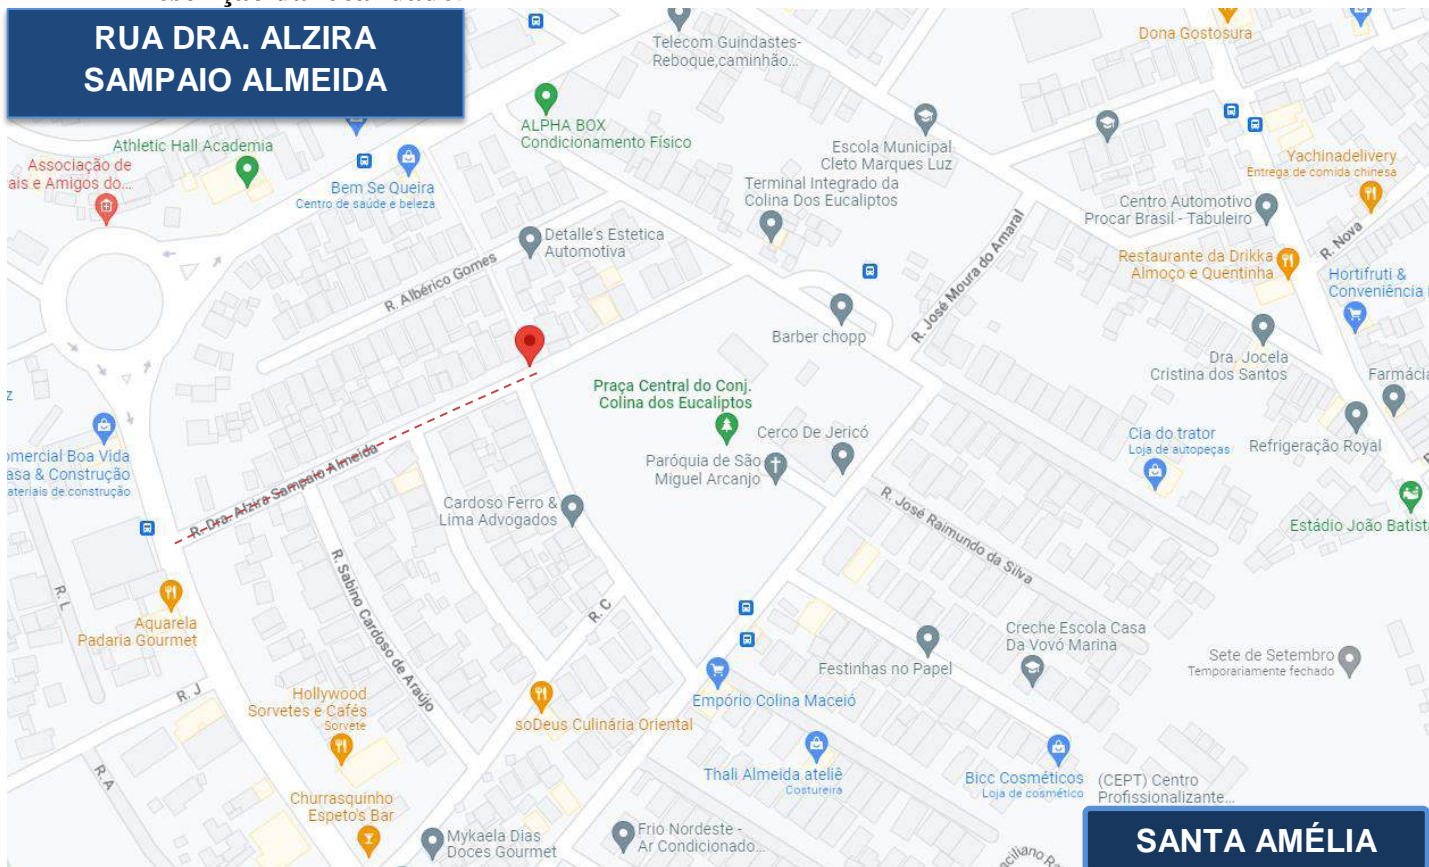 RUA DRA. ALZIRA
SAMPAIO ALMEIDA
Telecom Guindastes-
Reboque,caminhão...
Dona Gostosura
ALPHA BOX
Condicionamento Físico
Athletic Hall Academia
Associação de
ais e Amigos do...
Bem Se Queira
Centro de saúde e beleza
Escola Municipal
Cleto Marques Luz
Terminal Integrado da
Colina Dos Eucaliptos
Yachinadelivery
Entrega de comida chinesa
Centro Automotivo
Procar Brasil - Tabuleiro
Detalle's Estetica
Automotiva
R. Albérico Gomes
R. José Moura do Amaral
R. Nova
Restaurante da Drikka
Almoço e Quentinha
Hortifruti &
Conveniência
Barber chopp
Dra. Jocela
Cristina dos Santos
Farmácia
Praça Central do Conj.
Colina dos Eucaliptos
Cerco De Jericó
Paróquia de São
Miguel Arcanjo
Cia do trator
Loja de autopeças
Refrigeração Royal
z
omercial Boa Vida
asa & Construção
ateriais de construção
R. Dra. Alzira Sampaio Almeida
Cardoso Ferro &
Lima Advogados
R. José Raimundo da Silva
Estádio João Batist
R. L
R. Sabino Cardoso de Araújo
R. C
Aquarela
Padaria Gourmet
Creche Escola Casa
Da Vovó Marina
Festinhas no Papel
Sete de Setembro
Temporariamente fechado
R. J
Hollywood
Sorvetes e Cafés
Sorvete
Empório Colina Maceió
soDeus Culinária Oriental
R. A
Thali Almeida ateliê
Costureira
Bicc Cosméticos
Loja de cosmético
(CEPT) Centro
Profissionalizante...
Churrasquinho
Espeto's Bar
Mykaela Dias
Doces Gourmet
Frio Nordeste -
Ar Condicionado...
SANTA AMÉLIA